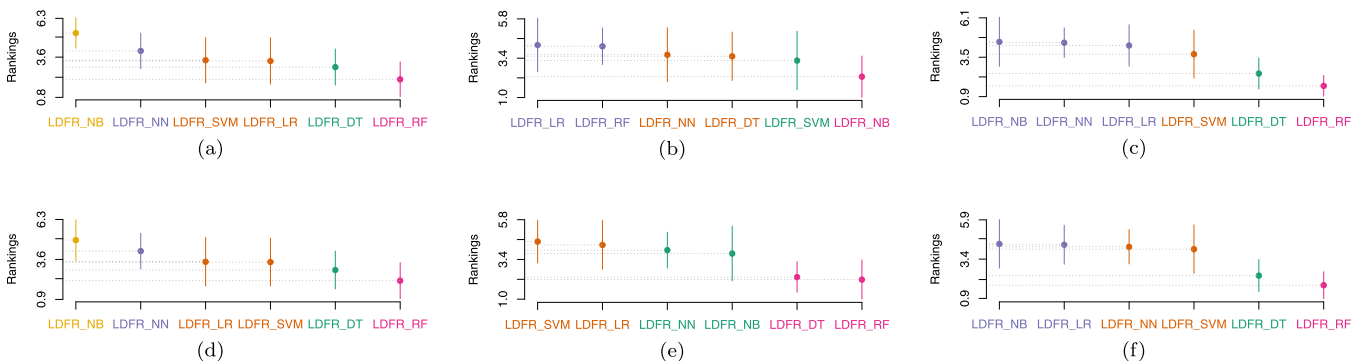 Rankings
6.3
3.6
0.8
LDFR_NB LDFR_NN LDFR_SVM LDFR_LR LDFR_DT LDFR_RF
(a)
Rankings
5.8
3.4
1.0
LDFR_LR LDFR_RF LDFR_NN LDFR_DT LDFR_SVM LDFR_NB
(b)
Rankings
6.1
3.5
0.9
LDFR_NB LDFR_NN LDFR_LR LDFR_SVM LDFR_DT LDFR_RF
(c)
Rankings
6.3
3.6
0.9
LDFR_NB LDFR_NN LDFR_LR LDFR_SVM LDFR_DT LDFR_RF
(d)
Rankings
5.8
3.4
1.0
LDFR_SVM LDFR_LR LDFR_NN LDFR_NB LDFR_DT LDFR_RF
(e)
Rankings
5.9
3.4
0.9
LDFR_NB LDFR_LR LDFR_NN LDFR_SVM LDFR_DT LDFR_RF
(f)